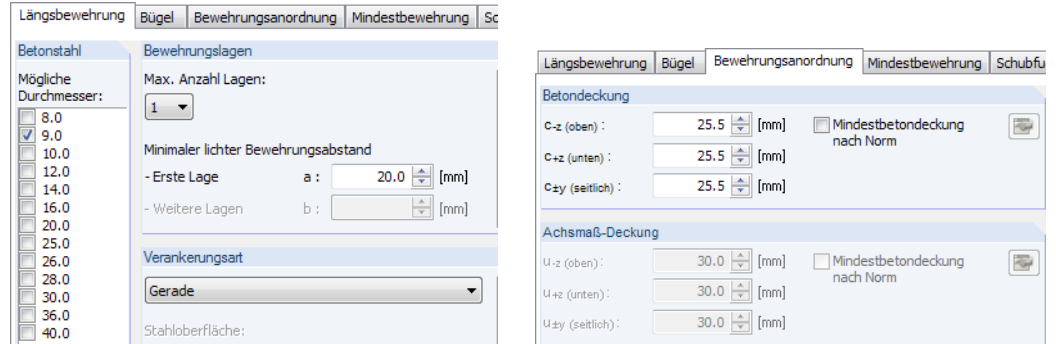 Längsbewehrung Bügel Bewehrungsanordnung Mindestbewehrung
Betonstahl
Mögliche
Durchmesser:
8.0
9.0
10.0
12.0
14.0
16.0
20.0
25.0
26.0
28.0
30.0
36.0
40.0
Bewehrungslagen
Max. Anzahl Lagen:
1
Minimaler lichter Bewehrungsabstand
- Erste Lage a : 20.0 [mm]
- Weitere Lagen b : [mm]
Verankerungsart
Gerade
Stahloberfläche:
Längsbewehrung Bügel Bewehrungsanordnung Mindestbewehrung Schubfu
Betondeckung
c-z (oben) : 25.5 [mm] Mindestbetondeckung
nach Norm
c+z (unten) : 25.5 [mm]
c±y (seitlich) : 25.5 [mm]
Achsmaß-Deckung
u-z (oben) : 30.0 [mm] Mindestbetondeckung
nach Norm
u+z (unten) : 30.0 [mm]
u±y (seitlich) : 30.0 [mm]